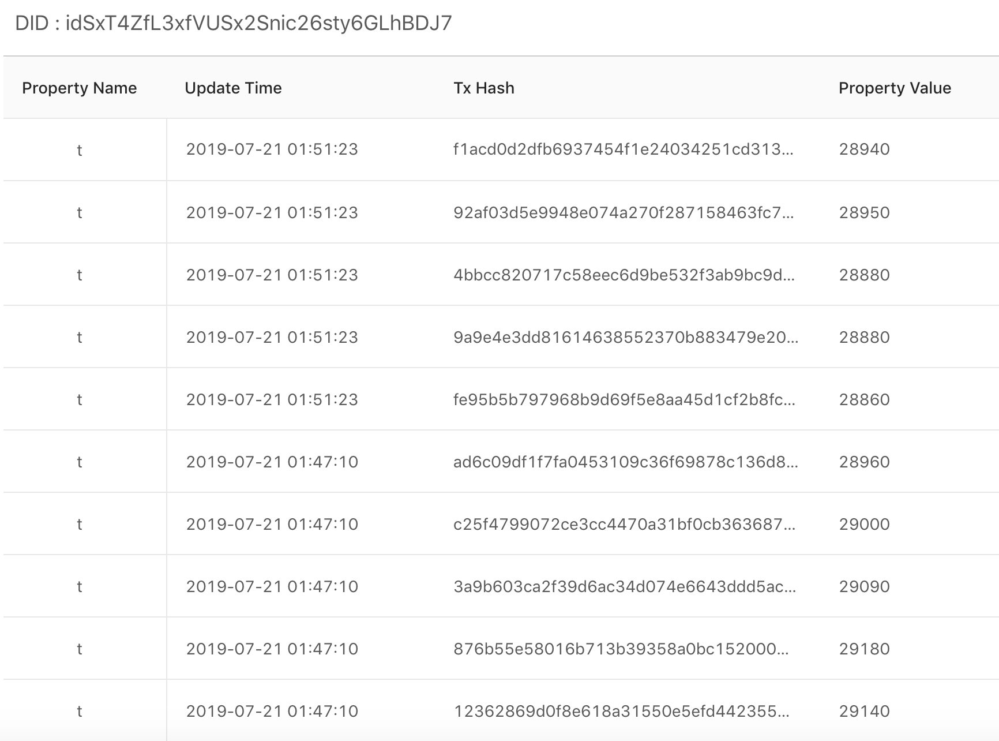 DID : idSxT4ZfL3xfVUSx2Snic26sty6GLhBDJ7
Property Name Update Time Tx Hash Property Value
t 2019-07-21 01:51:23 f1acd0d2dfb6937454f1e24034251cd313... 28940
t 2019-07-21 01:51:23 92af03d5e9948e074a270f287158463fc7... 28950
t 2019-07-21 01:51:23 4bbcc820717c58eec6d9be532f3ab9bc9d... 28880
t 2019-07-21 01:51:23 9a9e4e3dd81614638552370b883479e20... 28880
t 2019-07-21 01:51:23 fe95b5b797968b9d69f5e8aa45d1cf2b8fc... 28860
t 2019-07-21 01:47:10 ad6c09df1f7fa0453109c36f69878c136d8... 28960
t 2019-07-21 01:47:10 c25f4799072ce3cc4470a31bf0cb363687... 29000
t 2019-07-21 01:47:10 3a9b603ca2f39d6ac34d074e6643ddd5ac... 29090
t 2019-07-21 01:47:10 876b55e58016b713b39358a0bc152000... 29180
t 2019-07-21 01:47:10 12362869d0f8e618a31550e5efd442355... 29140